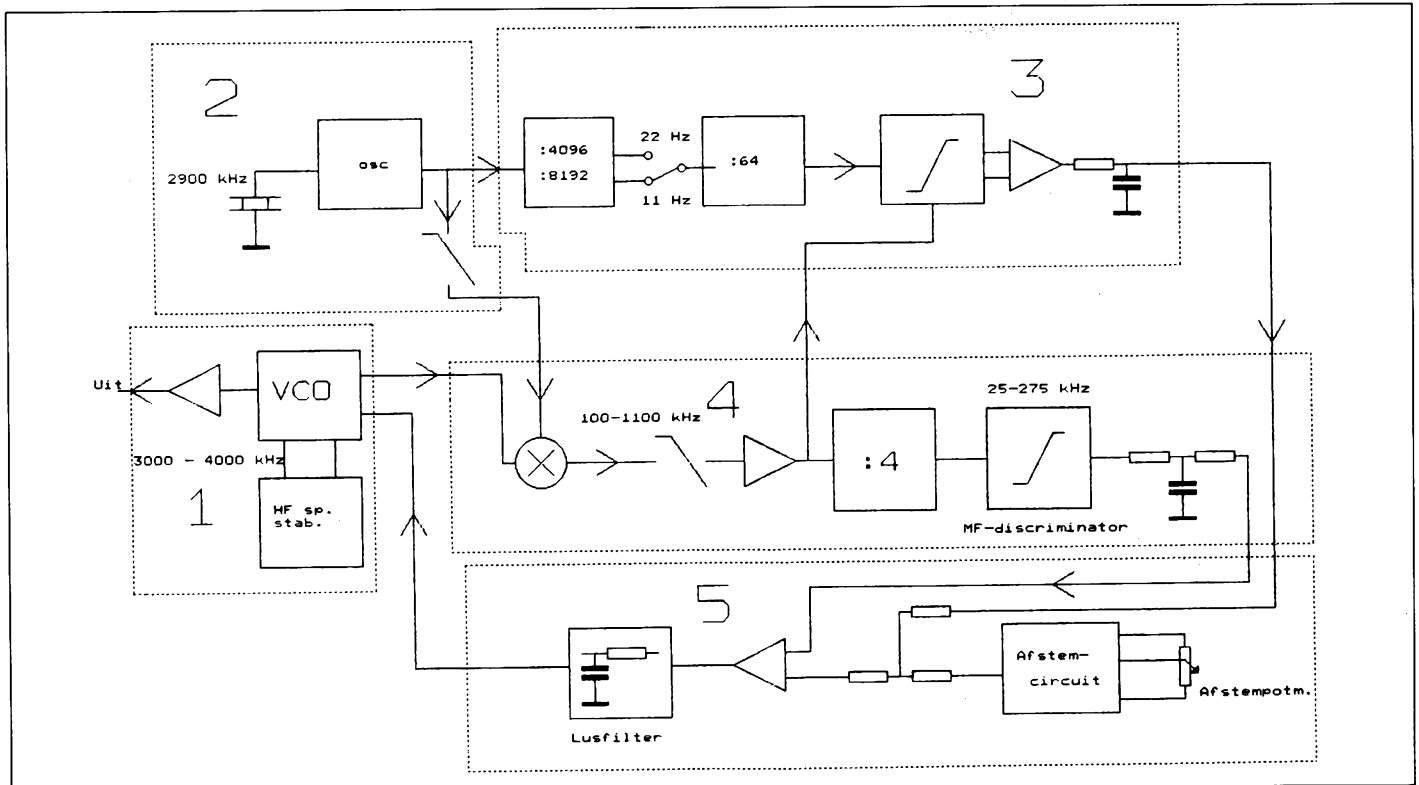 2
3
osc
2900 kHz
:4096
:8192
22 Hz
11 Hz
:64
Uit
VCO
3000 - 4000 kHz
1
HF sp.
stab.
4
100-1100 kHz
:4
25-275 kHz
MF-discriminator
5
Lusfilter
Afstem-
circuit
Afstempotm.